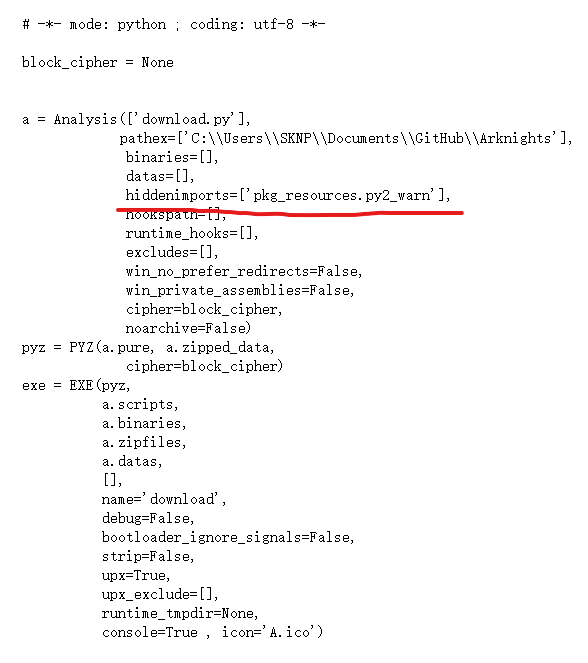 # -*- mode: python ; coding: utf-8 -*-
block_cipher = None
a = Analysis(['download.py'],
pathex=['C:\\Users\\SKNP\\Documents\\GitHub\\Arknights'],
binaries=[],
datas=[],
hiddenimports=['pkg_resources.py2_warn'],
hookspath=[],
runtime_hooks=[],
excludes=[],
win_no_prefer_redirects=False,
win_private_assemblies=False,
cipher=block_cipher,
noarchive=False)
pyz = PYZ(a.pure, a.zipped_data,
cipher=block_cipher)
exe = EXE(pyz,
a.scripts,
a.binaries,
a.zipfiles,
a.datas,
[],
name='download',
debug=False,
bootloader_ignore_signals=False,
strip=False,
upx=True,
upx_exclude=[],
runtime_tmpdir=None,
console=True , icon='A.ico')